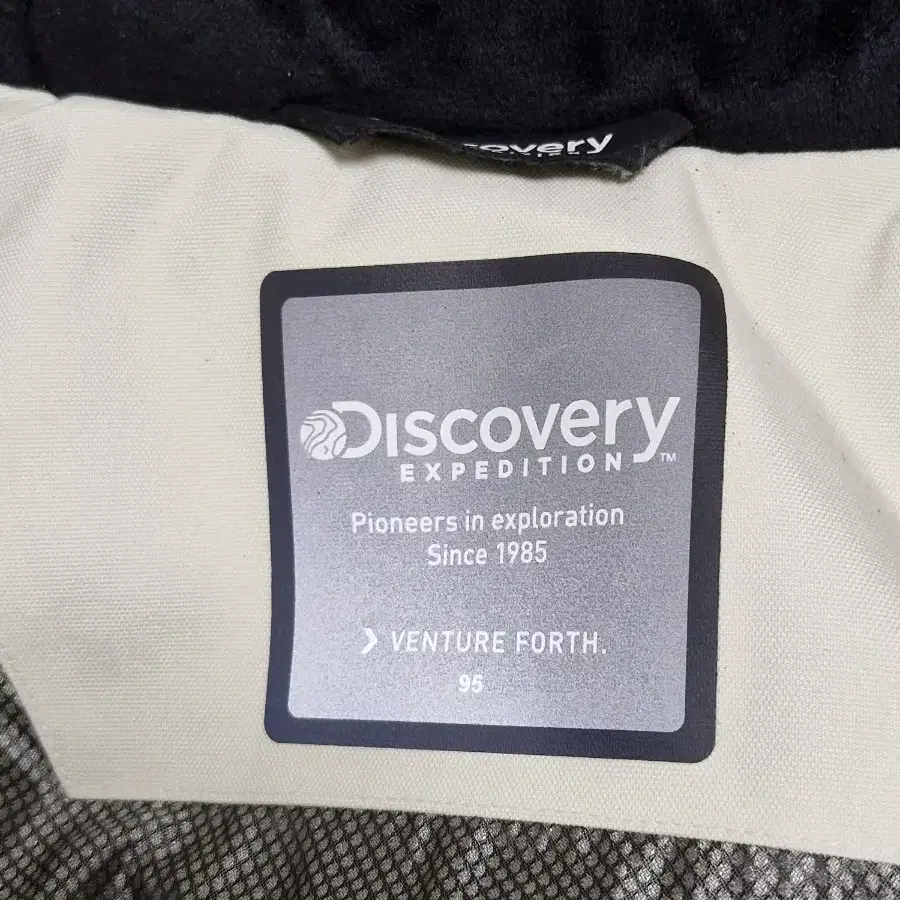 Discovery
EXPEDITION™
Pioneers in exploration
Since 1985
❯ VENTURE FORTH.
95